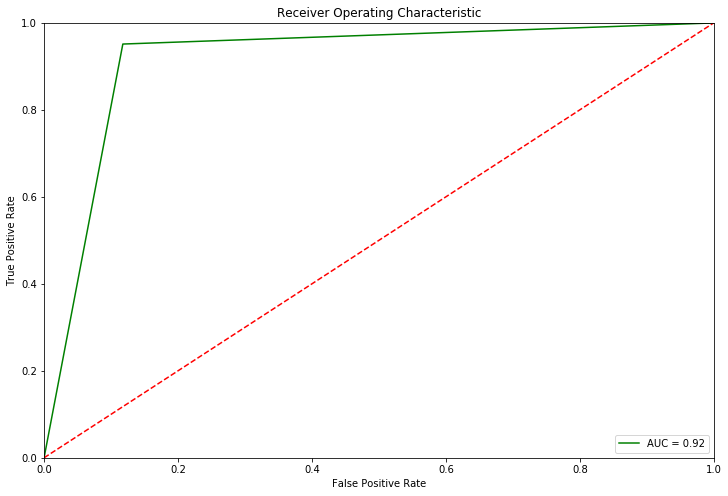 Receiver Operating Characteristic
True Positive Rate
1.0
0.8
0.6
0.4
0.2
0.0
AUC = 0.92
0.0 0.2 0.4 0.6 0.8 1.0
False Positive Rate